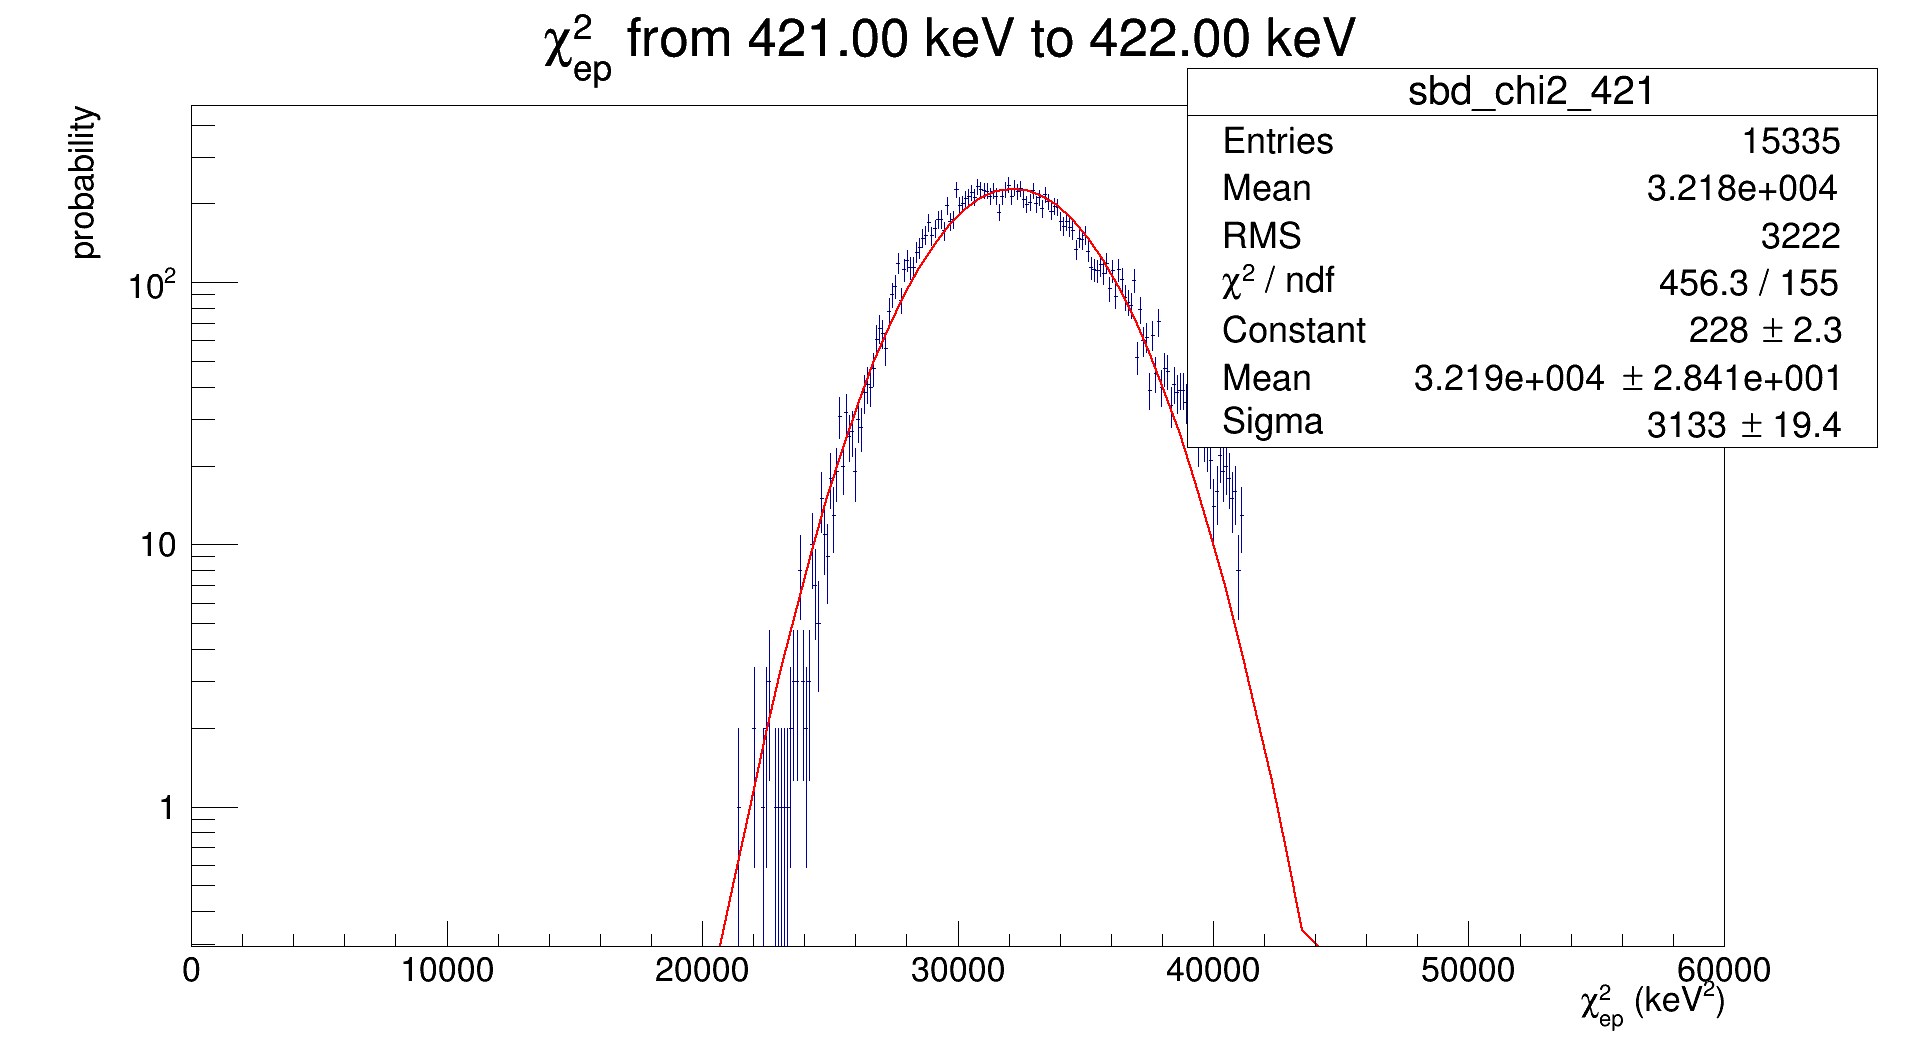 χ²ep from 421.00 keV to 422.00 keV
sbd_chi2_421
Entries 15335
Mean 3.218e+004
RMS 3222
χ² / ndf 456.3 / 155
Constant 228 ± 2.3
Mean 3.219e+004 ± 2.841e+001
Sigma 3133 ± 19.4
probability
10²
10
1
0 10000 20000 30000 40000 50000 60000
χ²ep (keV²)